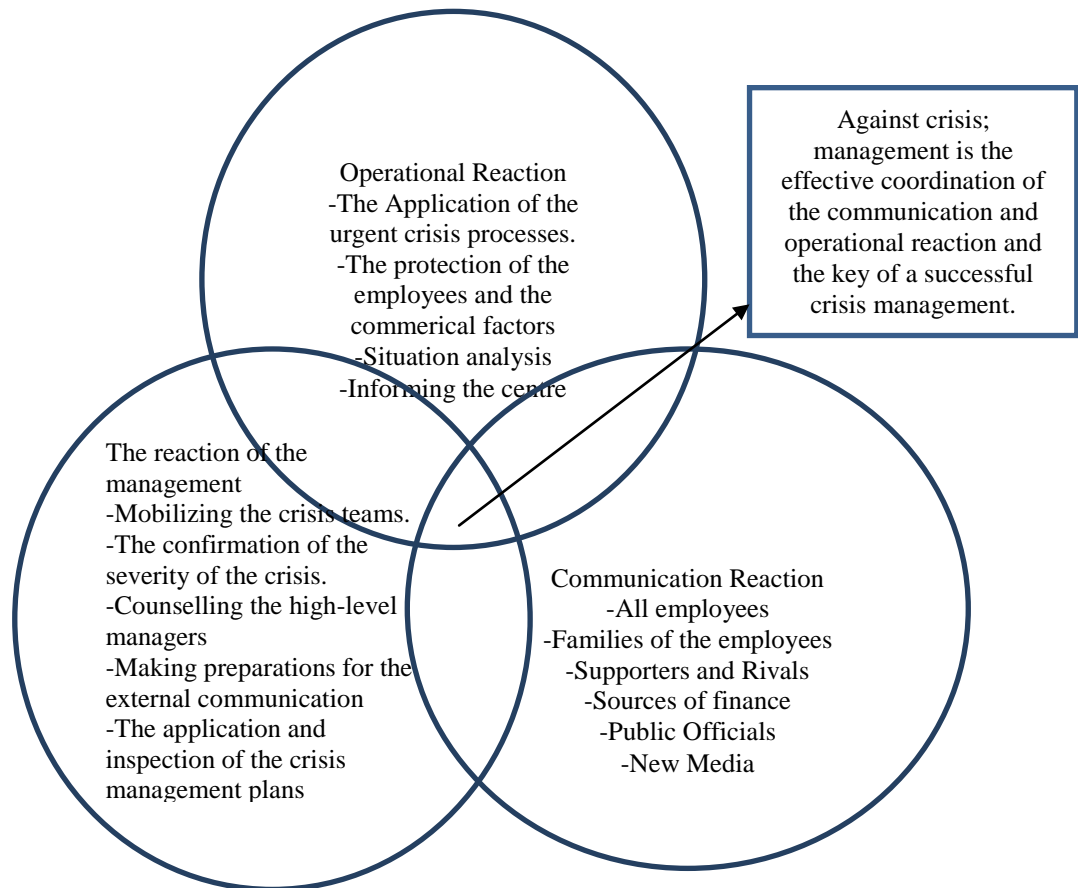 Operational Reaction
-The Application of the
urgent crisis processes.
-The protection of the
employees and the
commerical factors
-Situation analysis
-Informing the centre
Against crisis;
management is the
effective coordination of
the communication and
operational reaction and
the key of a successful
crisis management.
The reaction of the
management
-Mobilizing the crisis teams.
-The confirmation of the
severity of the crisis.
-Counselling the high-level
managers
-Making preparations for the
external communication
-The application and
inspection of the crisis
management plans
Communication Reaction
-All employees
-Families of the employees
-Supporters and Rivals
-Sources of finance
-Public Officials
-New Media